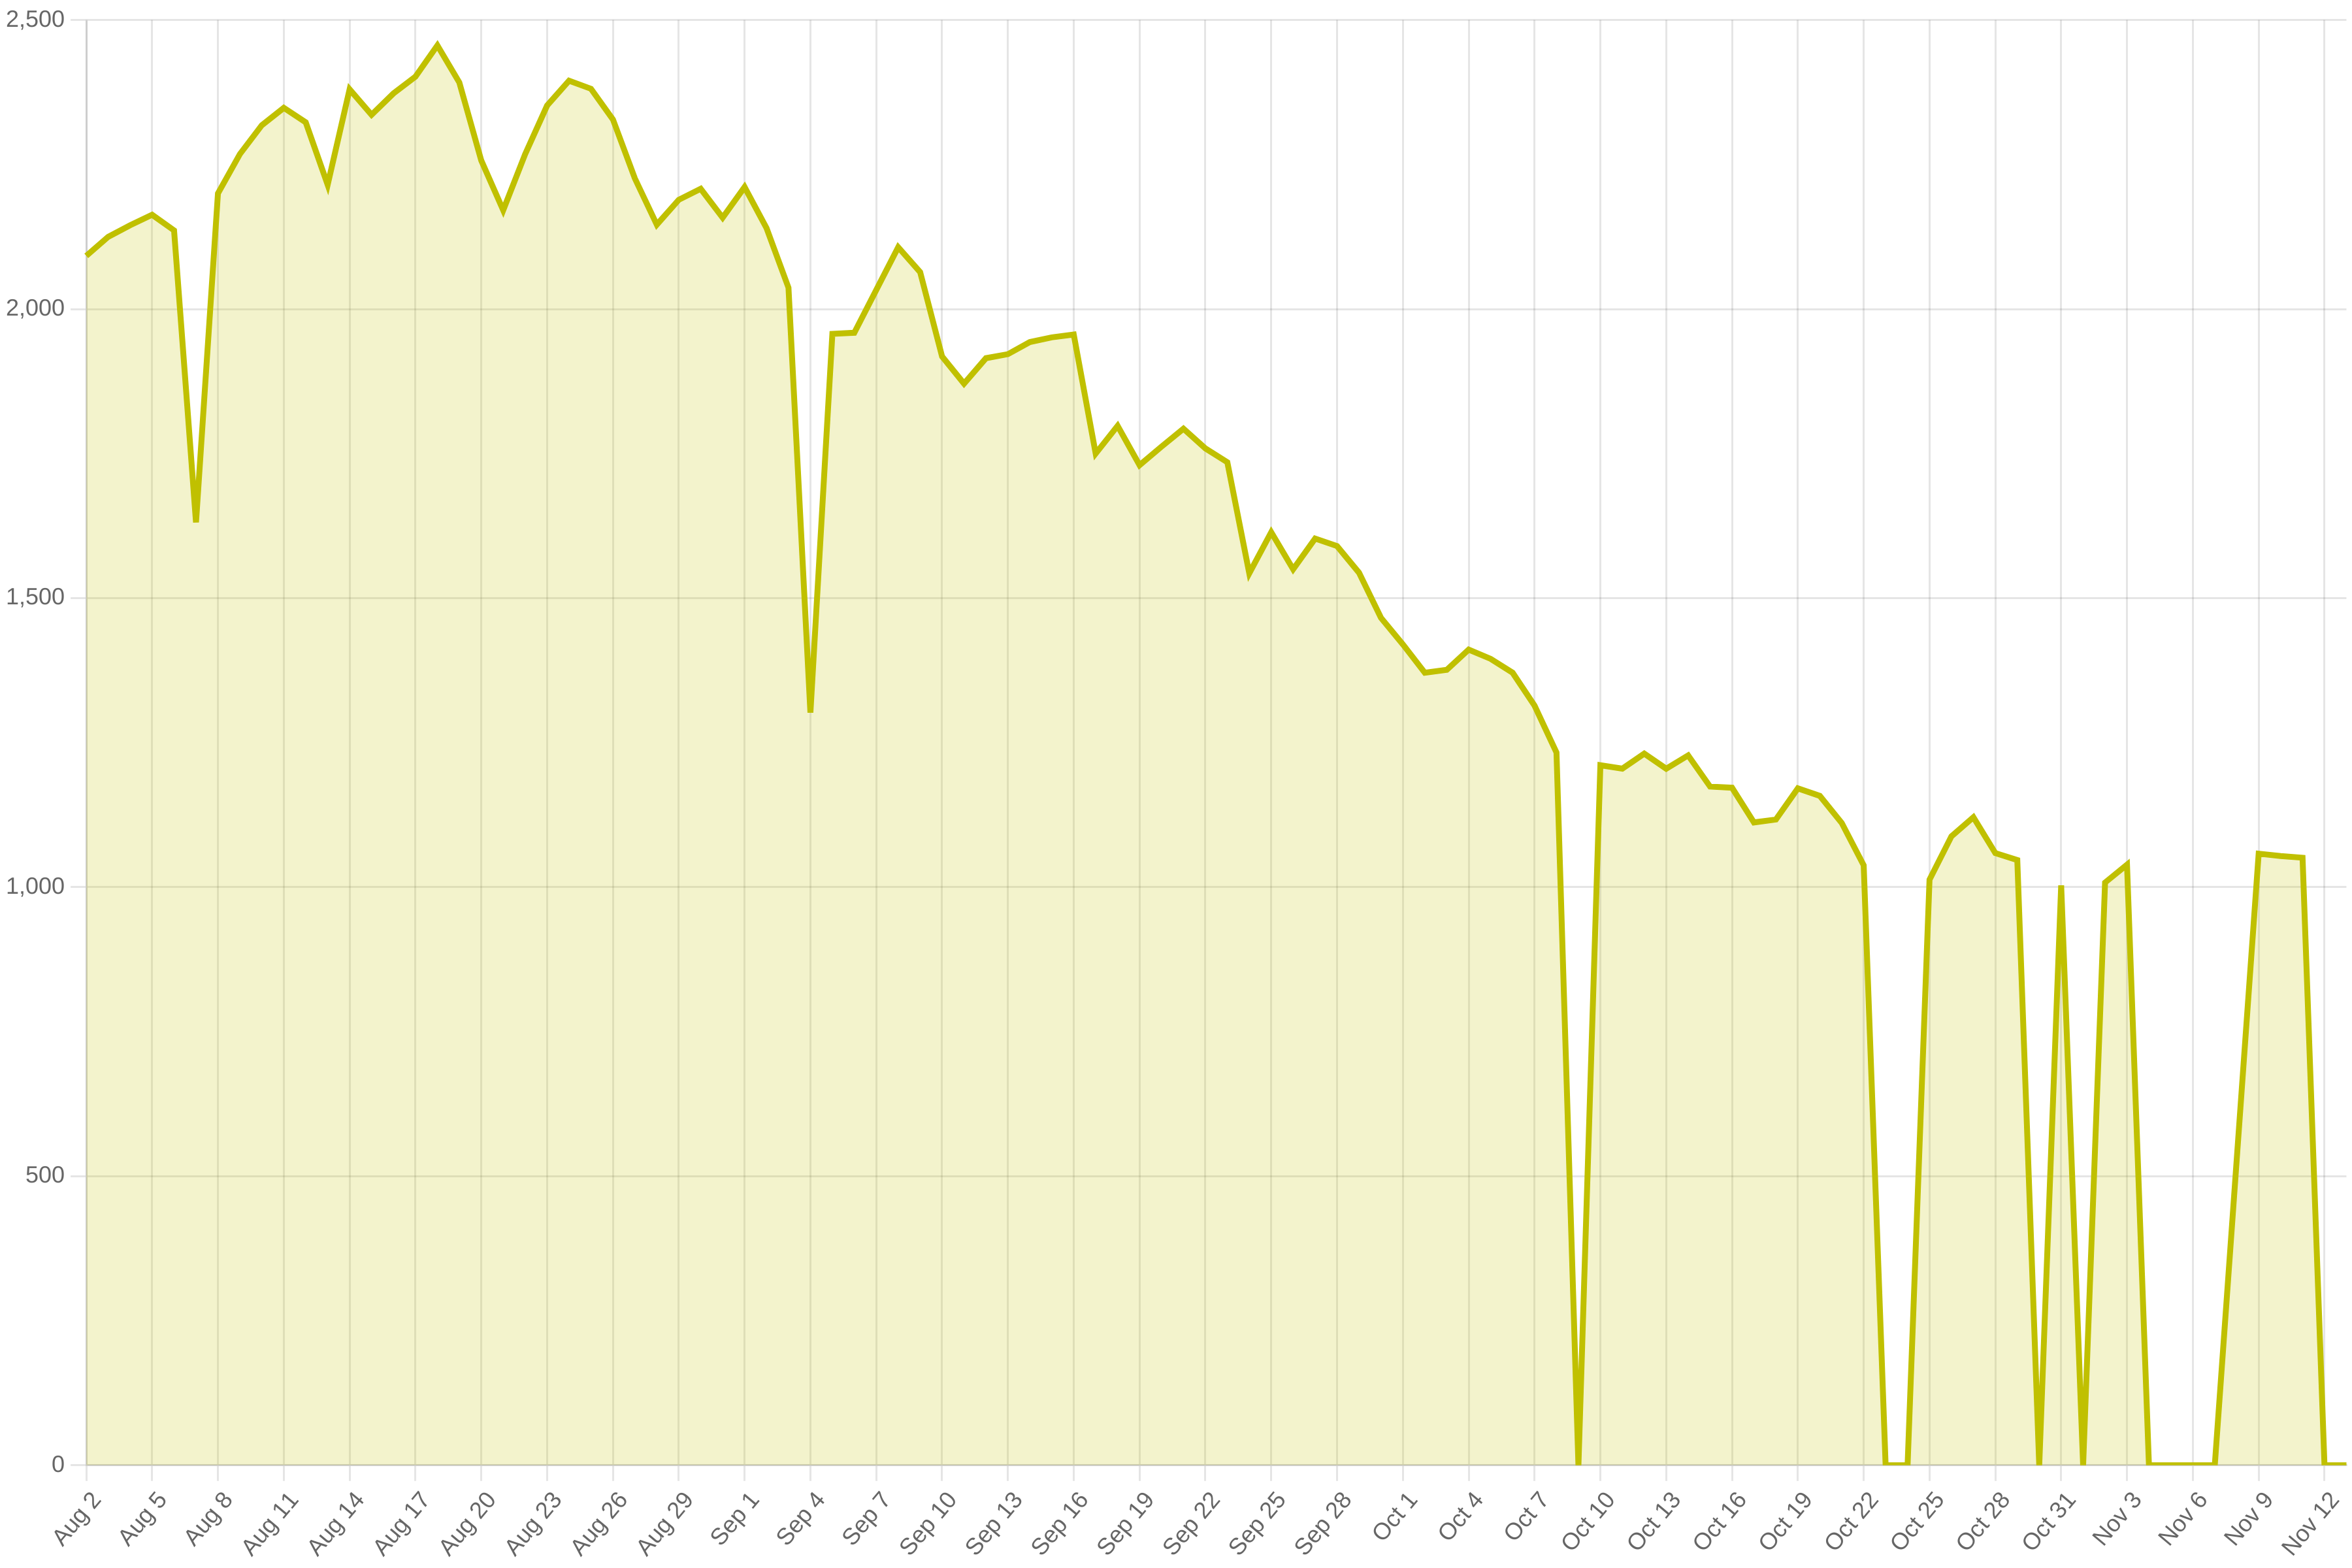 2,500
2,000
1,500
1,000
500
0
Aug 2
Aug 5
Aug 8
Aug 11
Aug 14
Aug 17
Aug 20
Aug 23
Aug 26
Aug 29
Sep 1
Sep 4
Sep 7
Sep 10
Sep 13
Sep 16
Sep 19
Sep 22
Sep 25
Sep 28
Oct 1
Oct 4
Oct 7
Oct 10
Oct 13
Oct 16
Oct 19
Oct 22
Oct 25
Oct 28
Oct 31
Nov 3
Nov 6
Nov 9
Nov 12